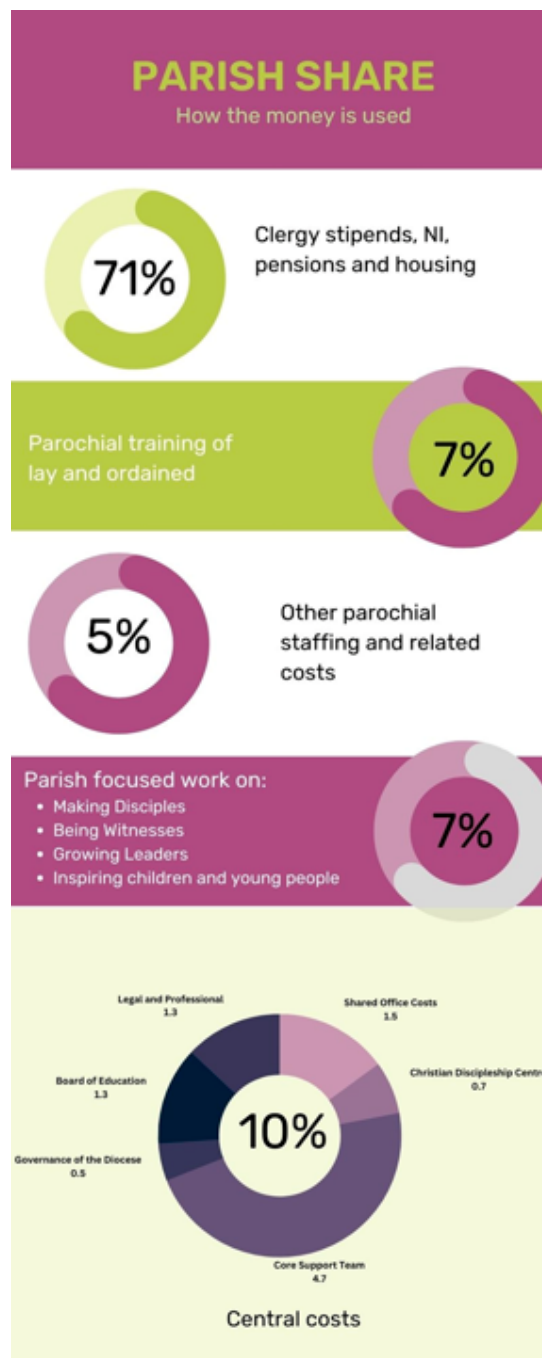 PARISH SHARE
How the money is used
71%
Clergy stipends, NI,
pensions and housing
Parochial training of
lay and ordained
7%
5%
Other parochial
staffing and related
costs
Parish focused work on:
• Making Disciples
• Being Witnesses
• Growing Leaders
• Inspiring children and young people
7%
Legal and Professional
1.3
Shared Office Costs
1.5
Board of Education
1.3
Christian Discipleship
0.7
10%
Governance of the Diocese
0.5
Core Support Team
4.7
Central costs